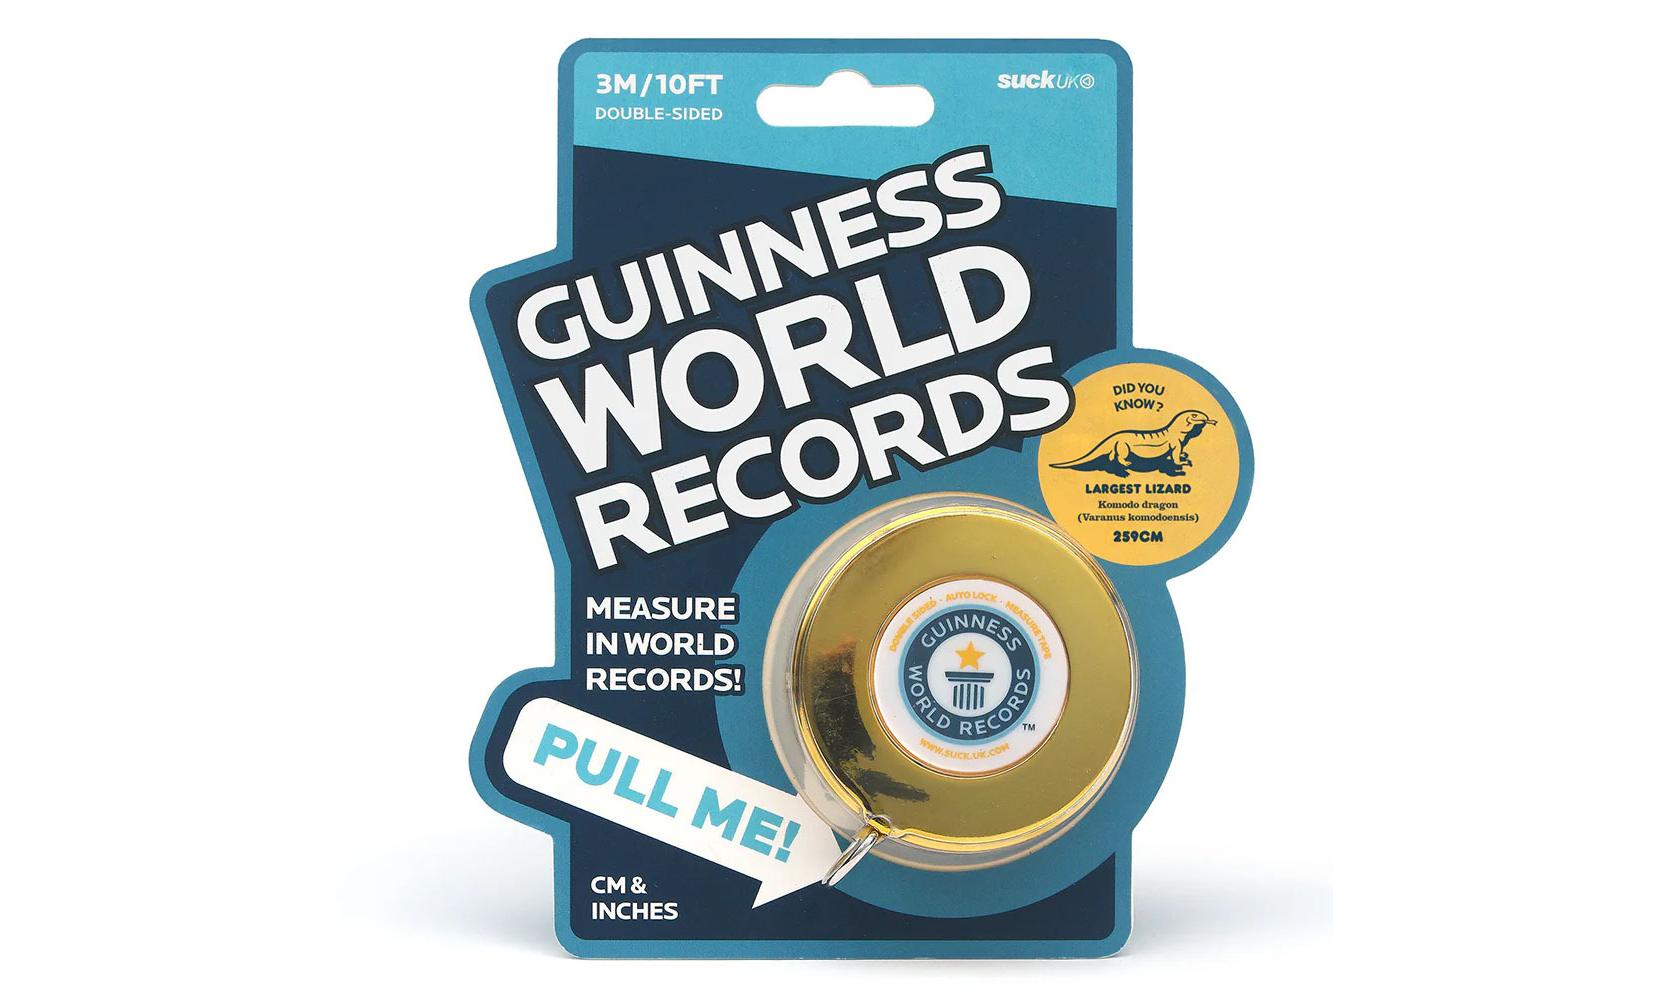 3M/10FT
DOUBLE-SIDED
suckUK
GUINNESS
WORLD
RECORDS
DID YOU
KNOW?
LARGEST LIZARD
Komodo dragon
(Varanus komodoensis)
259CM
MEASURE
IN WORLD
RECORDS!
DOUBLE SIDED · AUTO LOCK · MEASURE TAPE
GUINNESS
WORLD RECORDS
TM
WWW.SUCK.UK.COM
PULL ME!
CM &
INCHES